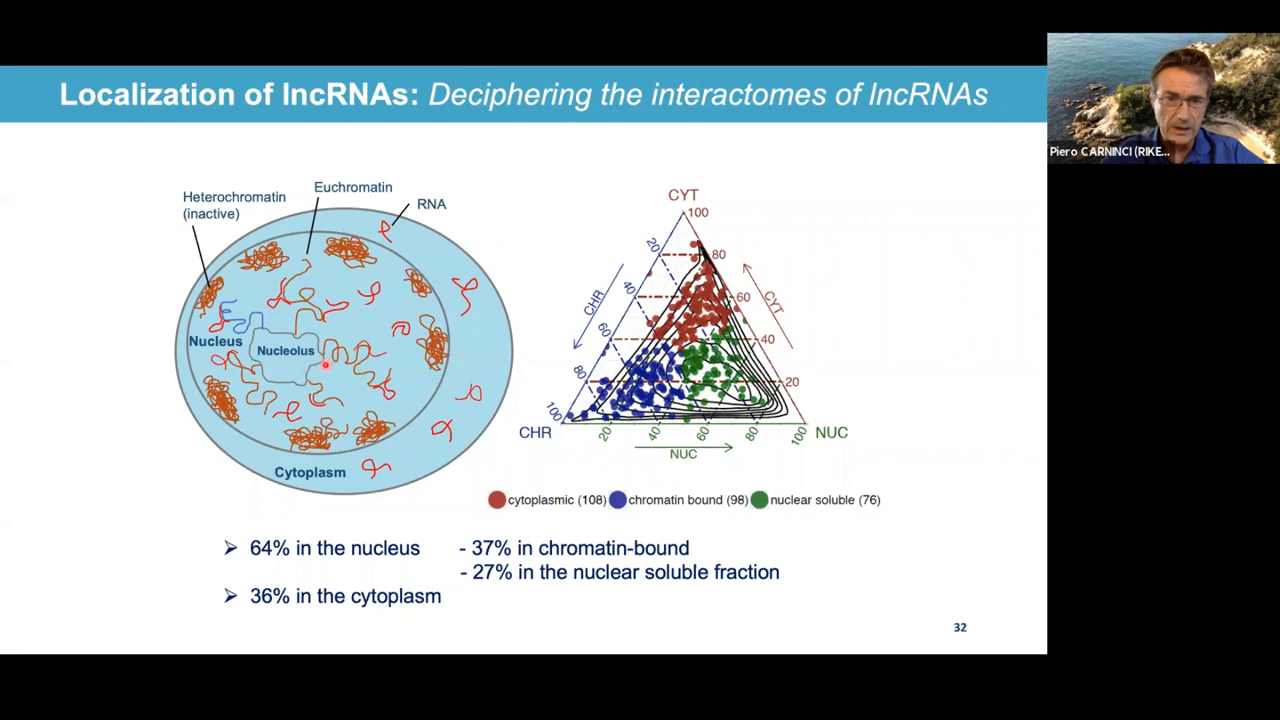 Localization of lncRNAs: Deciphering the interactomes of lncRNAs
Piero CARNINCI (RIKE...
Heterochromatin
(inactive)
Euchromatin
RNA
Nucleus
Nucleolus
Cytoplasm
CYT
100
80
60
40
20
CYT
20
40
60
80
100
CHR
CHR
20
40
60
80
100
NUC
NUC
cytoplasmic (108)
chromatin bound (98)
nuclear soluble (76)
➢ 64% in the nucleus - 37% in chromatin-bound
- 27% in the nuclear soluble fraction
➢ 36% in the cytoplasm
32